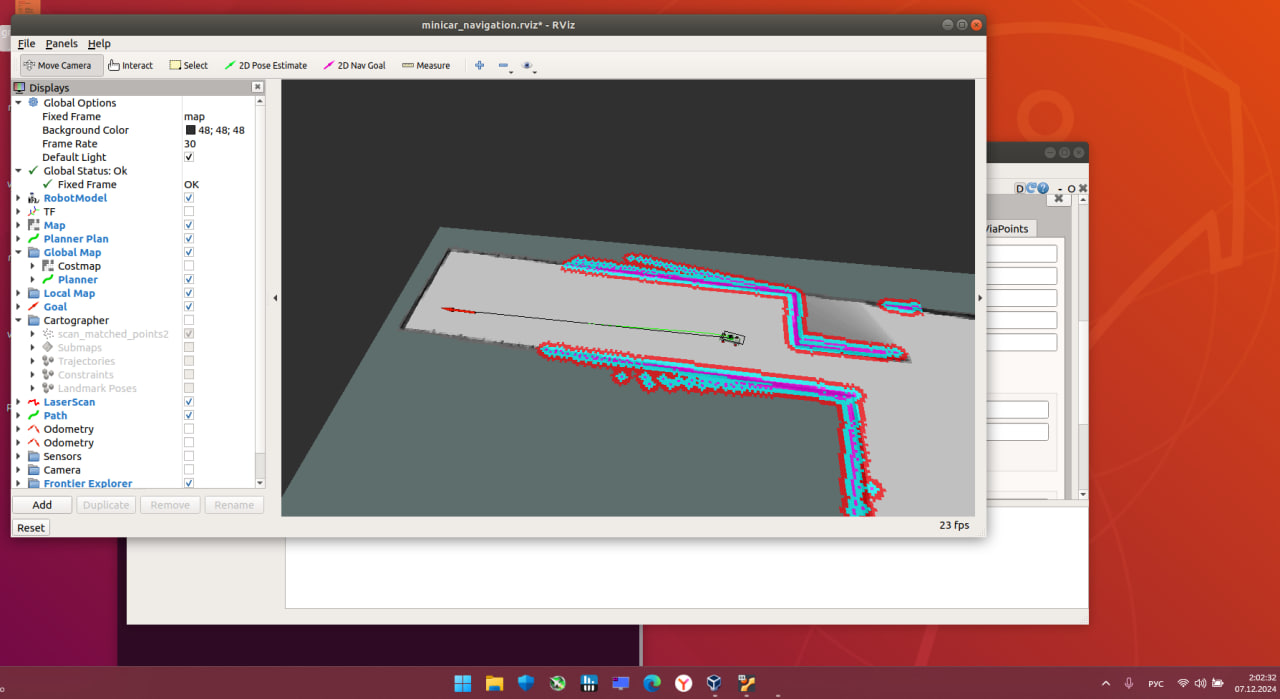 minicar_navigation.rviz* - RViz
File Panels Help
Move Camera Interact Select 2D Pose Estimate 2D Nav Goal Measure
Displays
Global Options
Fixed Frame map
Background Color 48; 48; 48
Frame Rate 30
Default Light
Global Status: Ok
Fixed Frame OK
RobotModel
TF
Map
Planner Plan
Global Map
Costmap
Planner
Local Map
Goal
Cartographer
scan_matched_points2
Submaps
Trajectories
Constraints
Landmark Poses
LaserScan
Path
Odometry
Odometry
Sensors
Camera
Frontier Explorer
Add Duplicate Remove Rename
Reset
23 fps
D - O
ViaPoints
РУС
2:02:32
07.12.2024